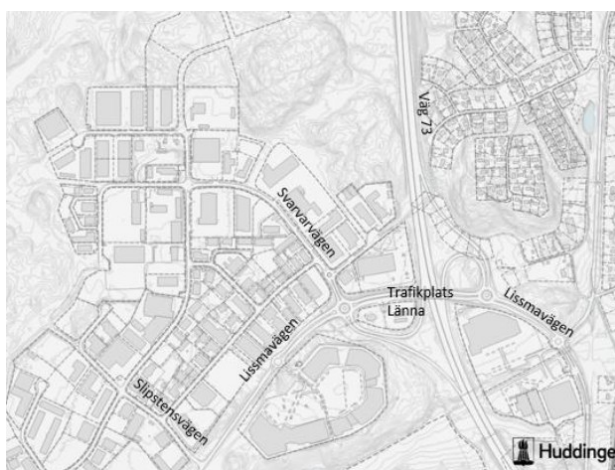 Väg 73
Svarvarvägen
Trafikplats
Länna
Lissmavägen
Lissmavägen
Slipstensvägen
Huddinge